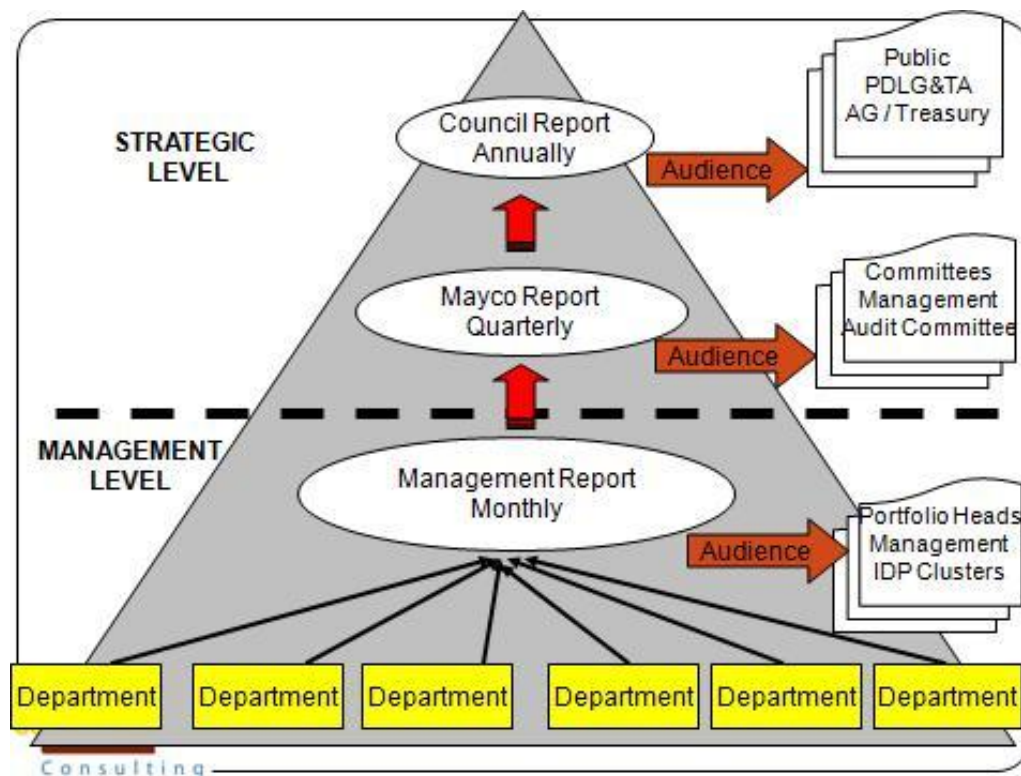 Public
PDLG&TA
AG / Treasury
Council Report
Annually
STRATEGIC
LEVEL
Audience
Committees
Management
Audit Committee
Mayco Report
Quarterly
Audience
MANAGEMENT
LEVEL
Management Report
Monthly
Portfolio Heads
Management
IDP Clusters
Audience
Department
Department
Department
Department
Department
Department
Consulting